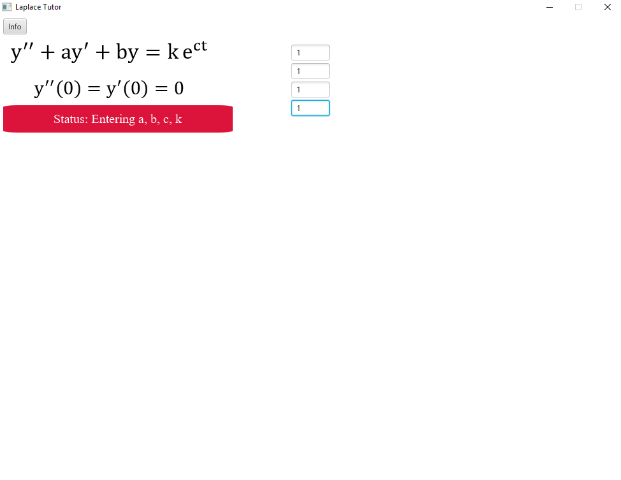 Laplace Tutor
Info
y′′ + ay′ + by = k e^ct
1
1
y′′(0) = y′(0) = 0
1
1
Status: Entering a, b, c, k